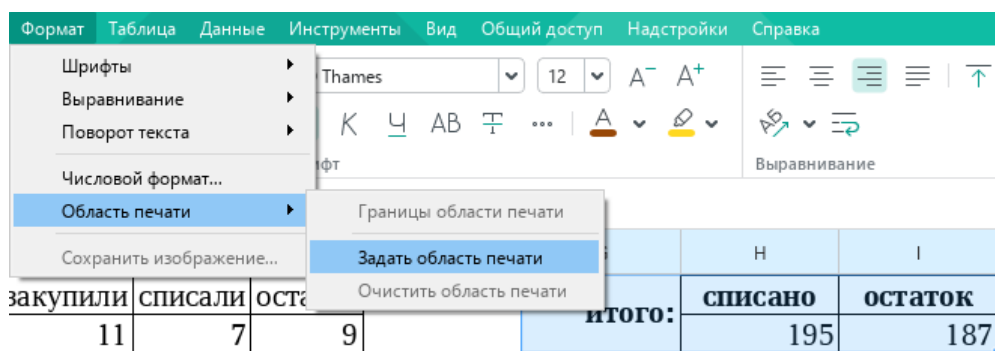 Формат Таблица Данные Инструменты Вид Общий доступ Надстройки Справка
Шрифты
Thames 12 A⁻ A⁺
Выравнивание
К Ч АВ Т ... А
Поворот текста
Выравнивание
Числовой формат...
Область печати
Границы области печати
Сохранить изображение...
Задать область печати
H I
Очистить область печати
закупили списали итого: списано остаток
11 7 9 195 187